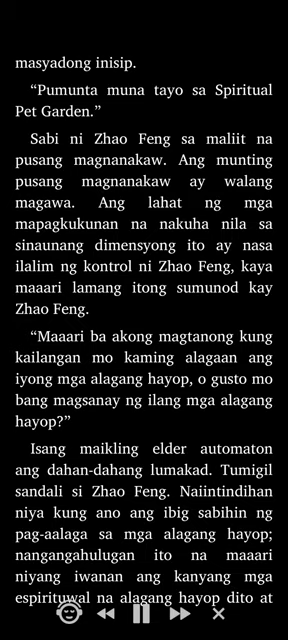 masyadong inisip.
“Pumunta muna tayo sa Spiritual
Pet Garden.”
Sabi ni Zhao Feng sa maliit na
pusang magnanakaw. Ang munting
pusang magnanakaw ay walang
magawa. Ang lahat ng mga
mapagkukunan na nakuha nila sa
sinaunang dimensyong ito ay nasa
ilalim ng kontrol ni Zhao Feng, kaya
maaari lamang itong sumunod kay
Zhao Feng.
“Maaari ba akong magtanong kung
kailangan mo kaming alagaan ang
iyong mga alagang hayop, o gusto mo
bang magsanay ng ilang mga alagang
hayop?”
Isang maikling elder automaton
ang dahan-dahang lumakad. Tumigil
sandali si Zhao Feng. Naiintindihan
niya kung ano ang ibig sabihin ng
pag-aalaga sa mga alagang hayop;
nangangahulugan ito na maaari
niyang iwanan ang kanyang mga
espirituwal na alagang hayop dito at